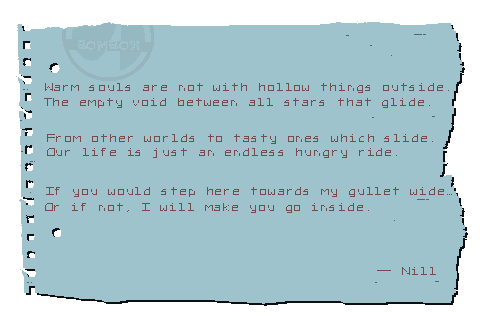 BOMBOX
Warm souls are not with hollow things outside.
The empty void between all stars that glide.
From other worlds to tasty ones which slide.
Our life is just an endless hungry ride.
If you would step here towards my gullet wide…
Or if not, I will make you go inside.
— Nill